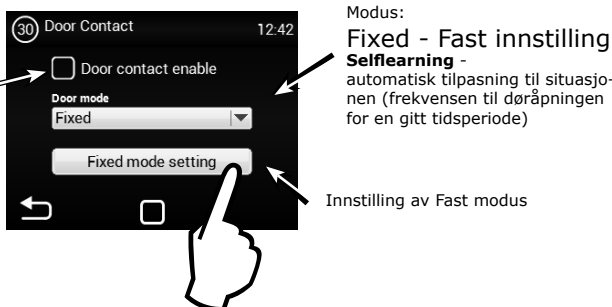 30 Door Contact 12:42
Door contact enable
Door mode
Fixed
Fixed mode setting
Modus:
Fixed - Fast innstilling
Selflearning -
automatisk tilpasning til situasjo-
nen (frekvensen til døråpningen
for en gitt tidsperiode)
Innstilling av Fast modus